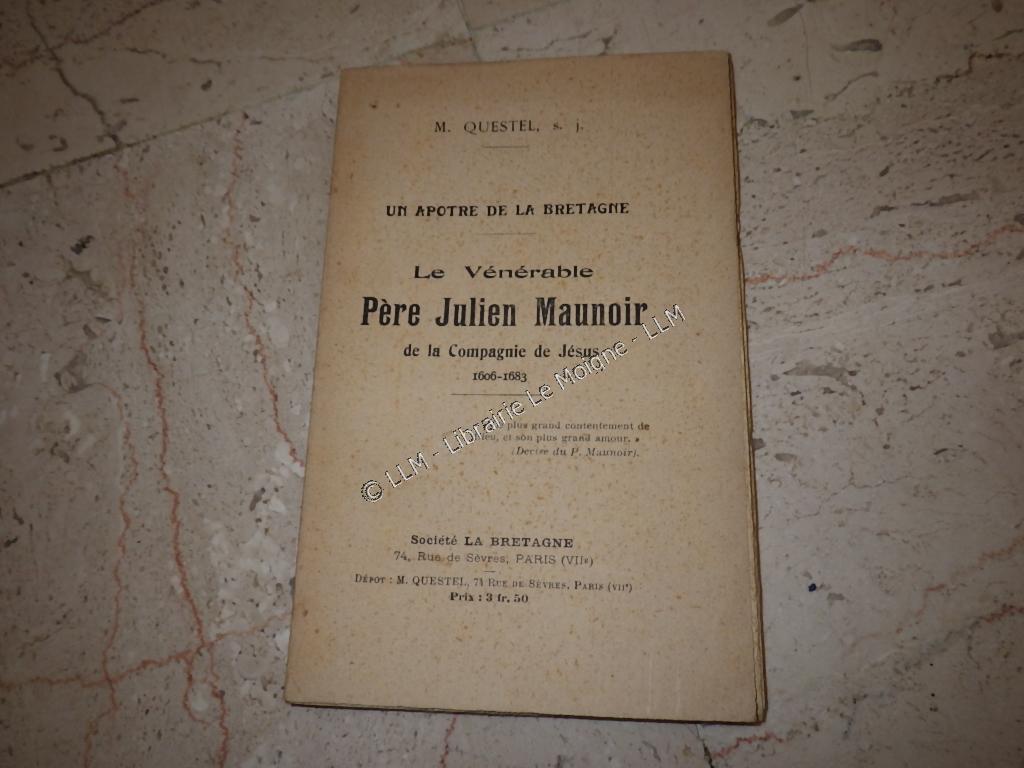 M. QUESTEL, s. j.
UN APOTRE DE LA BRETAGNE
Le Vénérable
Père Julien Maunoir
de la Compagnie de Jésus
1606-1683
plus grand contentement de
Dieu, et son plus grand amour. »
(Devise du P. Maunoir).
© LLM - Librairie Le Moigne - LLM
Société LA BRETAGNE
74, Rue de Sèvres, PARIS (VIIe)
DÉPOT : M. QUESTEL, 74 RUE DE SÈVRES, PARIS (VIIe)
Prix : 3 fr. 50